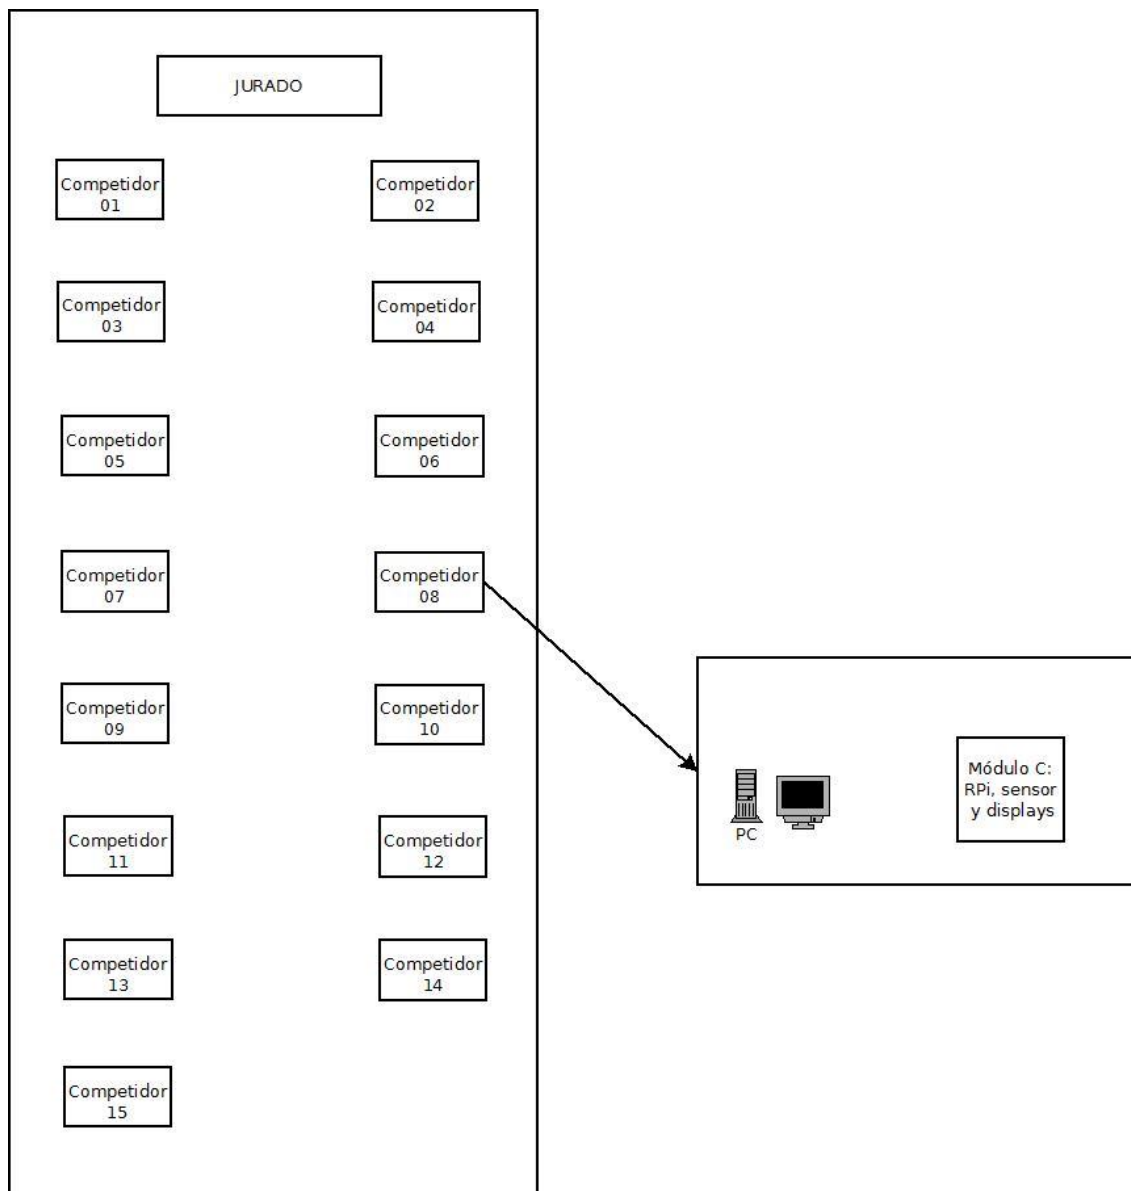 JURADO
Competidor
01
Competidor
02
Competidor
03
Competidor
04
Competidor
05
Competidor
06
Competidor
07
Competidor
08
Competidor
09
Competidor
10
Competidor
11
Competidor
12
Competidor
13
Competidor
14
Competidor
15
PC
Módulo C:
RPi, sensor
y displays